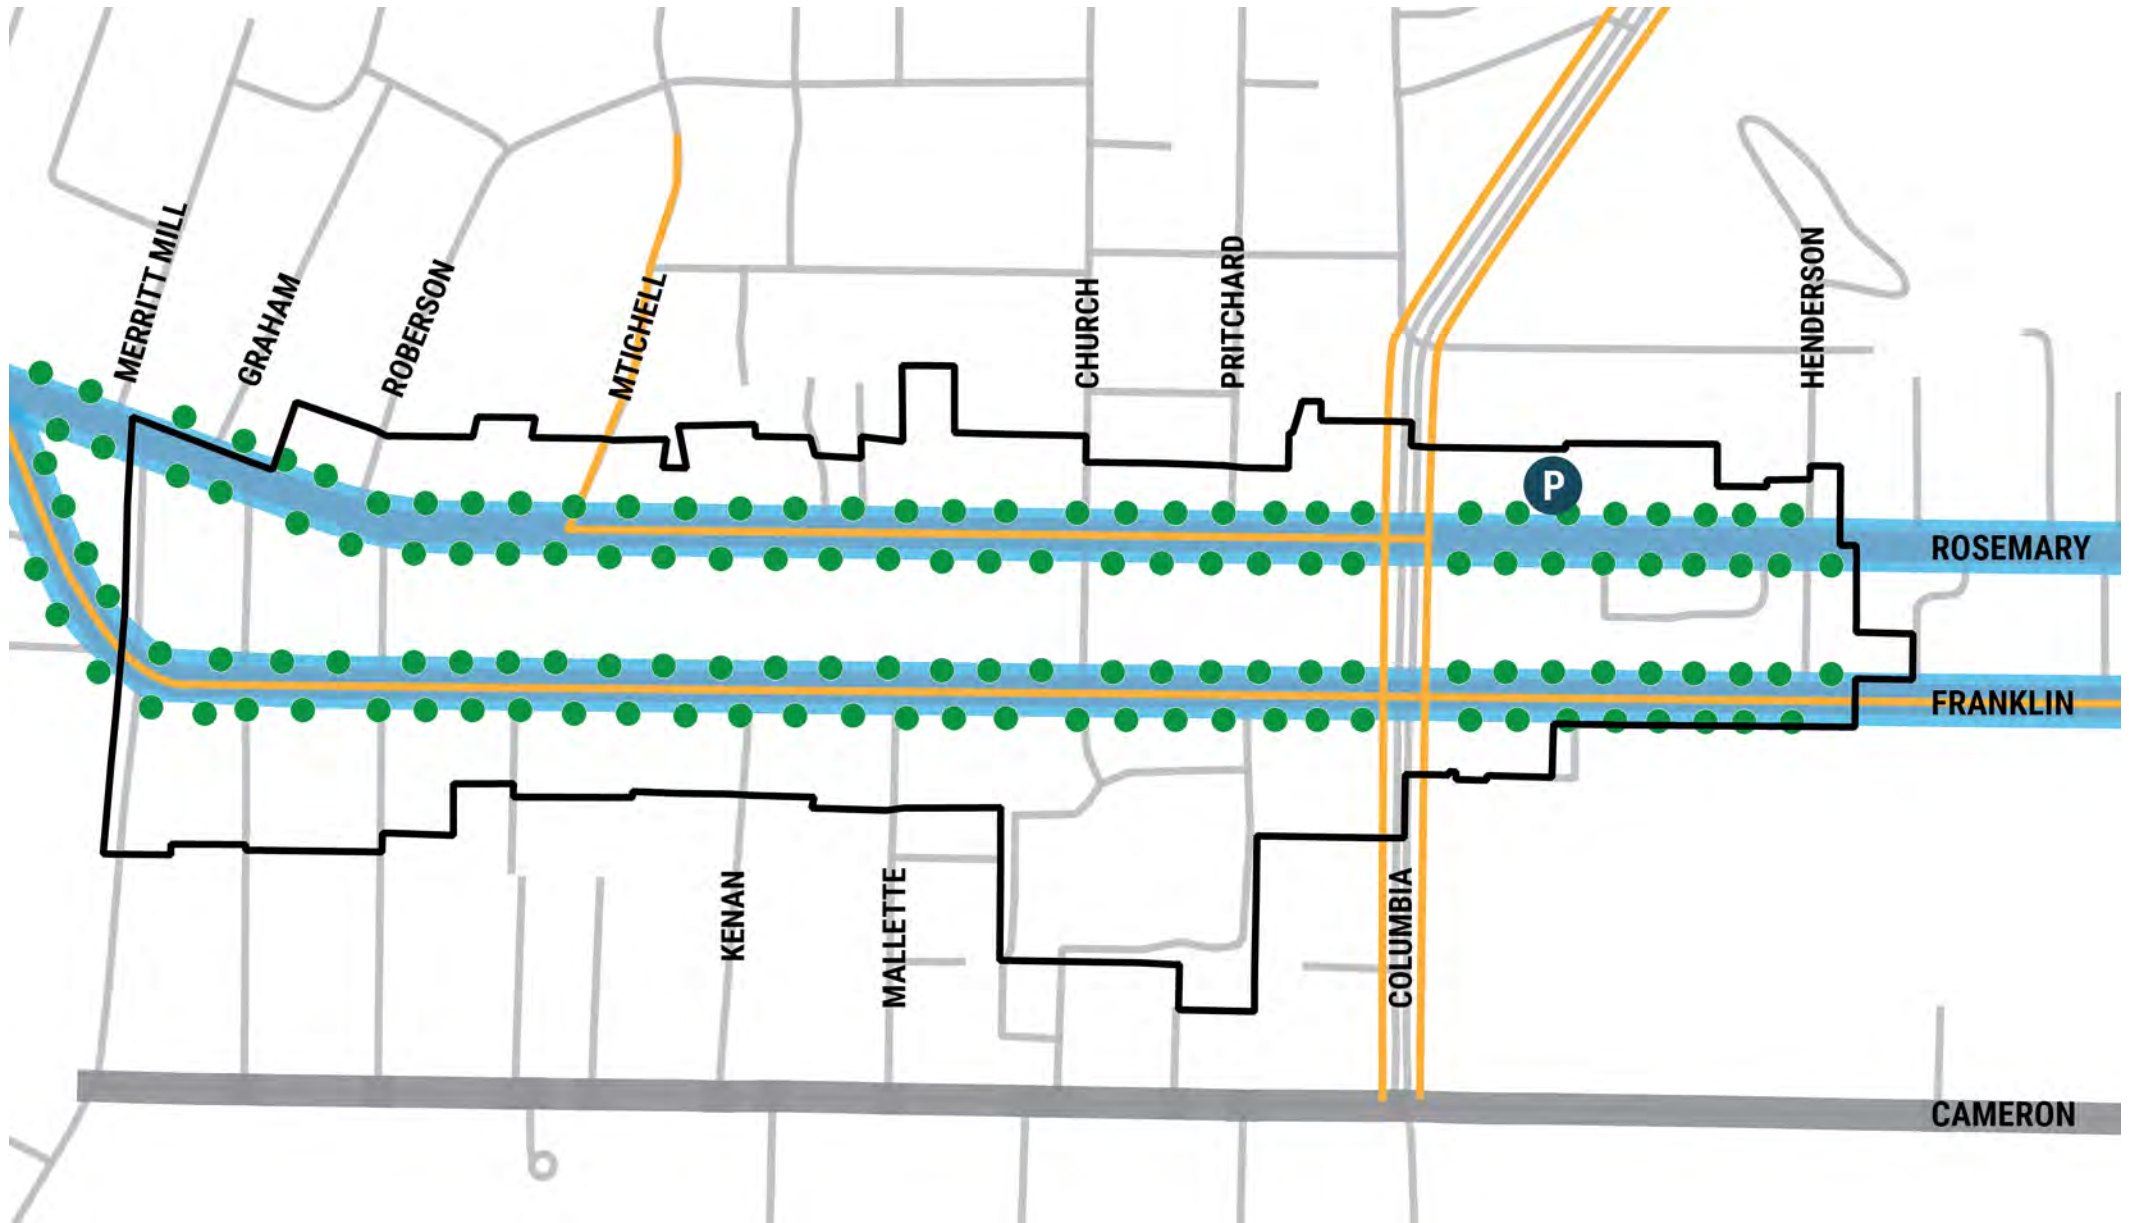 MERRITT MILL
GRAHAM
ROBERSON
MTICHELL
CHURCH
PRITCHARD
HENDERSON
P
ROSEMARY
FRANKLIN
KENAN
MALLETTE
COLUMBIA
CAMERON